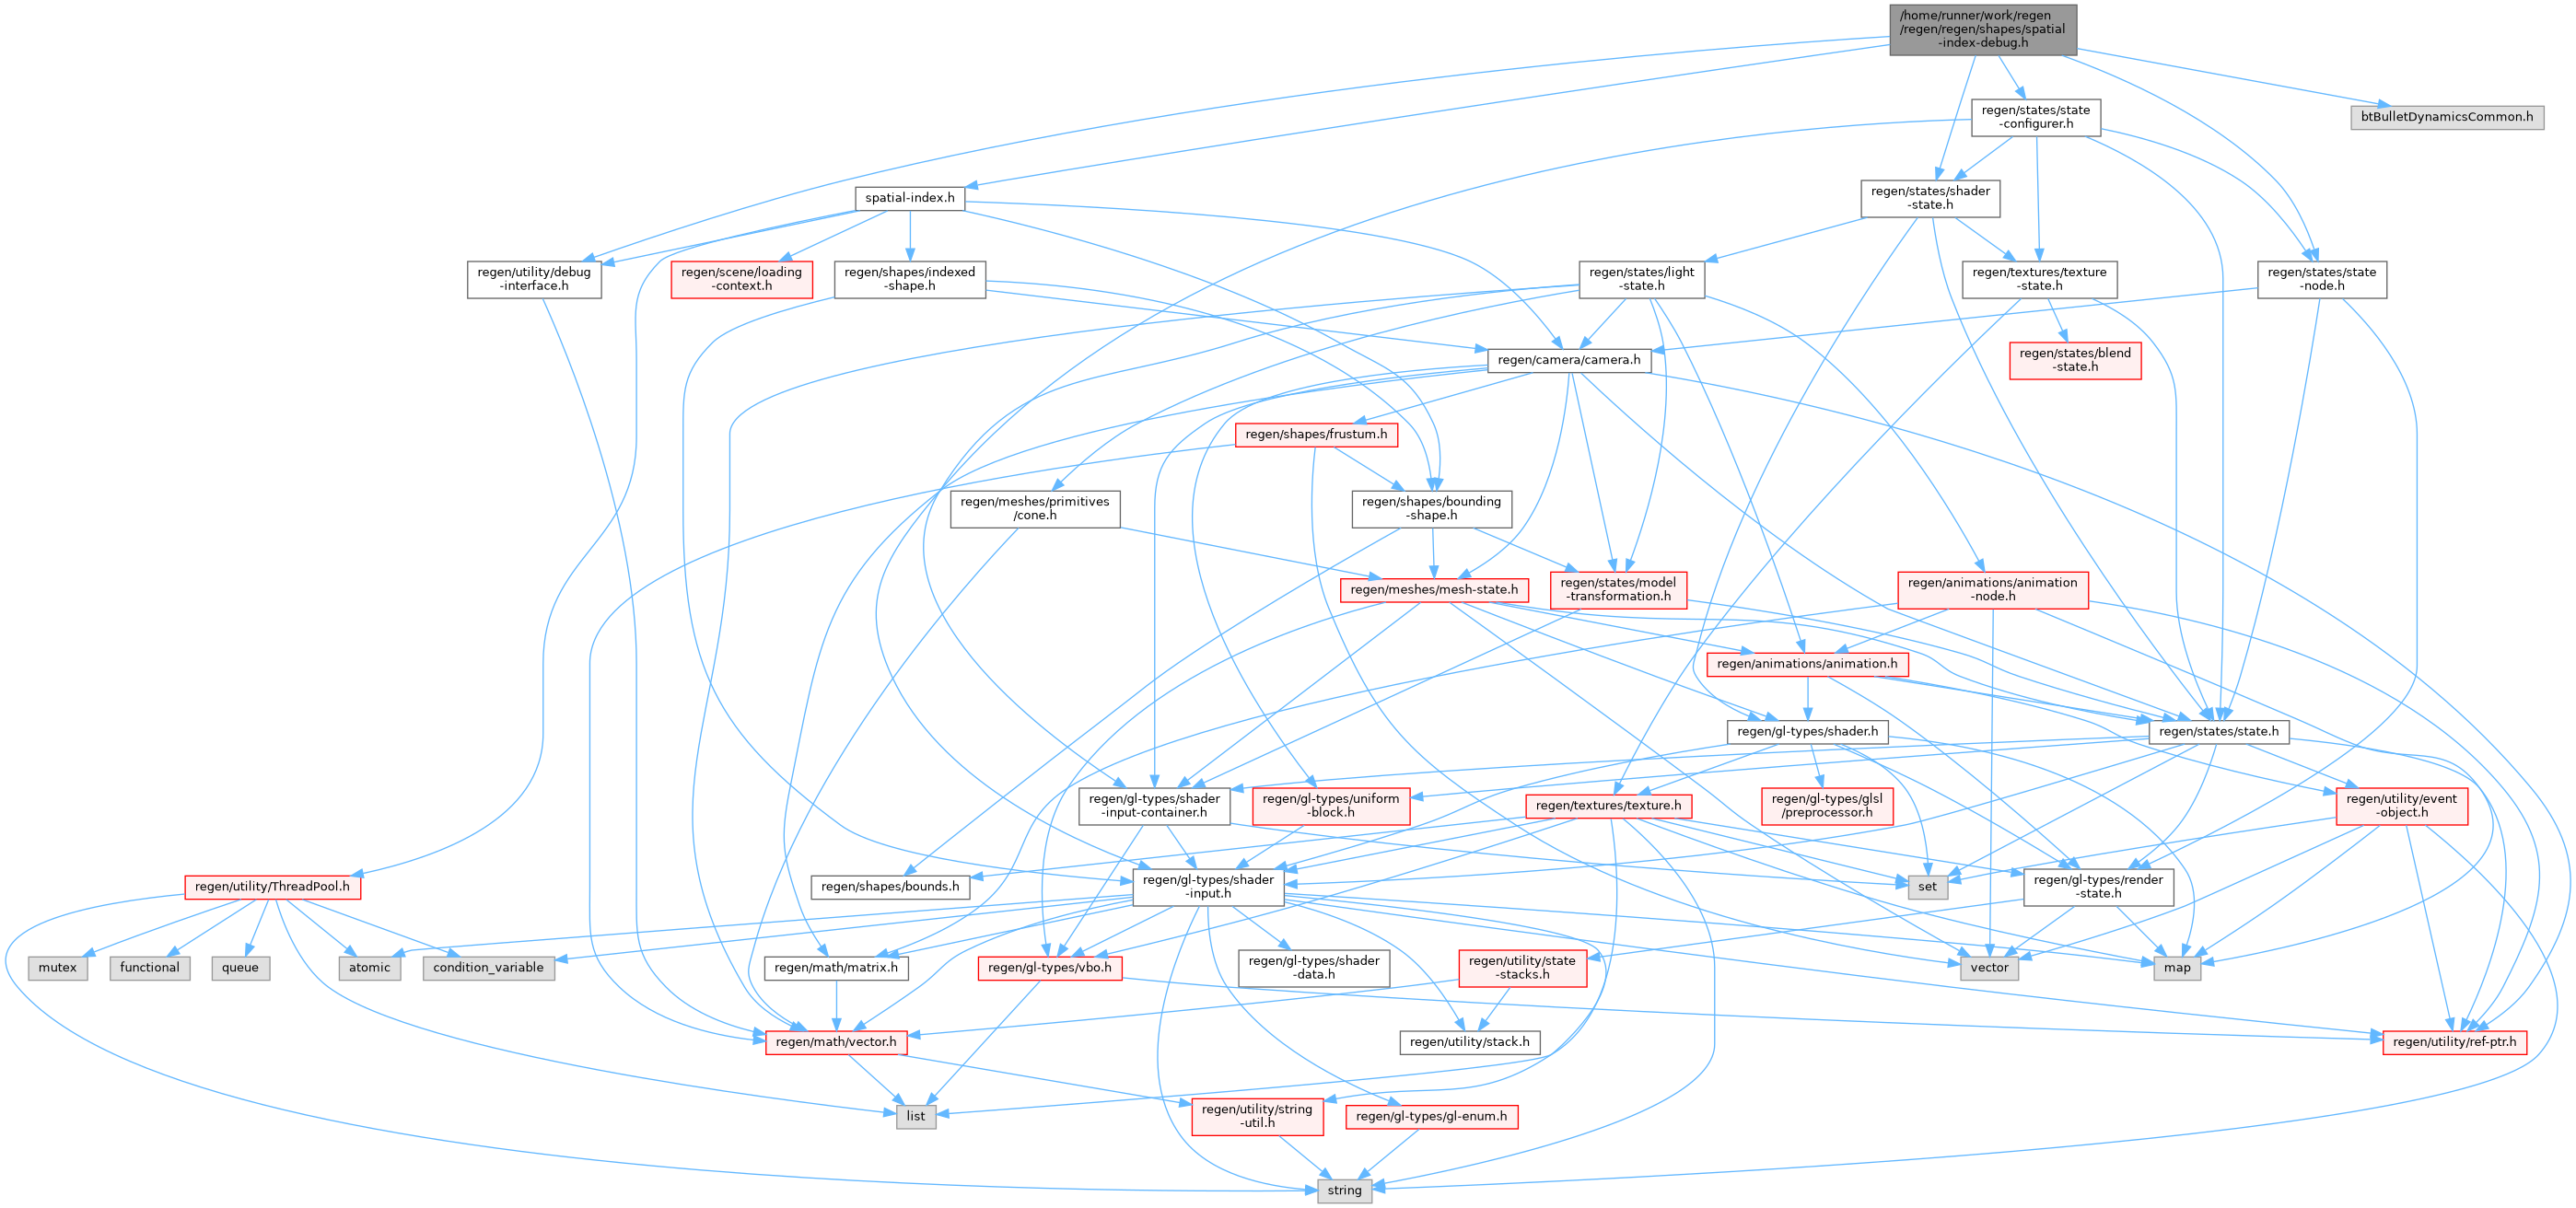 /home/runner/work/regen
/regen/regen/shapes/spatial
-index-debug.h
regen/states/state
-configurer.h
btBulletDynamicsCommon.h
spatial-index.h
regen/states/shader
-state.h
regen/utility/debug
-interface.h
regen/scene/loading
-context.h
regen/shapes/indexed
-shape.h
regen/states/light
-state.h
regen/textures/texture
-state.h
regen/states/state
-node.h
regen/camera/camera.h
regen/states/blend
-state.h
regen/shapes/frustum.h
regen/meshes/primitives
/cone.h
regen/shapes/bounding
-shape.h
regen/meshes/mesh-state.h
regen/states/model
-transformation.h
regen/animations/animation
-node.h
regen/animations/animation.h
regen/gl-types/shader.h
regen/states/state.h
regen/gl-types/shader
-input-container.h
regen/gl-types/uniform
-block.h
regen/textures/texture.h
regen/gl-types/glsl
/preprocessor.h
regen/utility/event
-object.h
regen/utility/ThreadPool.h
regen/shapes/bounds.h
regen/gl-types/shader
-input.h
set
regen/gl-types/render
-state.h
mutex
functional
queue
atomic
condition_variable
regen/math/matrix.h
regen/gl-types/vbo.h
regen/gl-types/shader
-data.h
regen/utility/state
-stacks.h
vector
map
regen/math/vector.h
regen/utility/stack.h
regen/utility/ref-ptr.h
list
regen/utility/string
-util.h
regen/gl-types/gl-enum.h
string